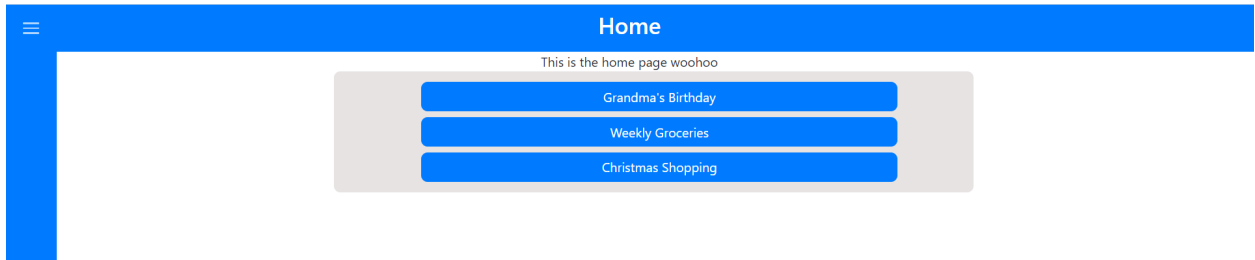 Home
This is the home page woohoo
Grandma's Birthday
Weekly Groceries
Christmas Shopping